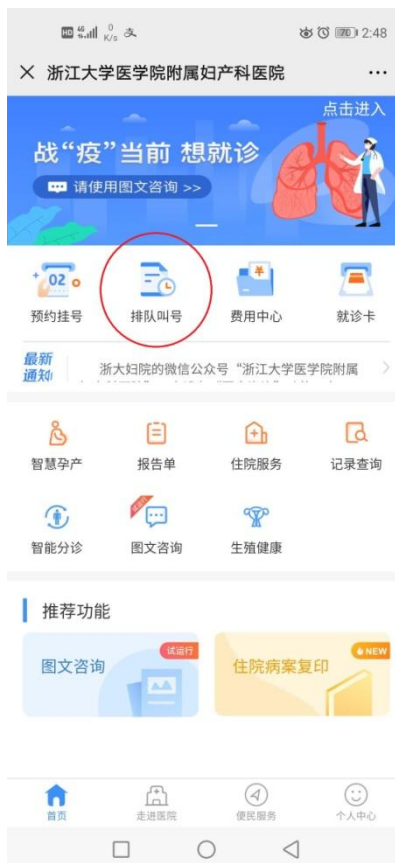 HD 4G 0 K/s 2:48
浙江大学医学院附属妇产科医院
点击进入
战“疫”当前 想就诊
请使用图文咨询 >>
02
预约挂号 排队叫号 费用中心 就诊卡
最新
通知
浙大妇院的微信公众号“浙江大学医学院附属
智慧孕产 报告单 住院服务 记录查询
智能分诊 图文咨询 生殖健康
推荐功能
试运行
NEW
图文咨询 住院病案复印
首页 走进医院 便民服务 个人中心